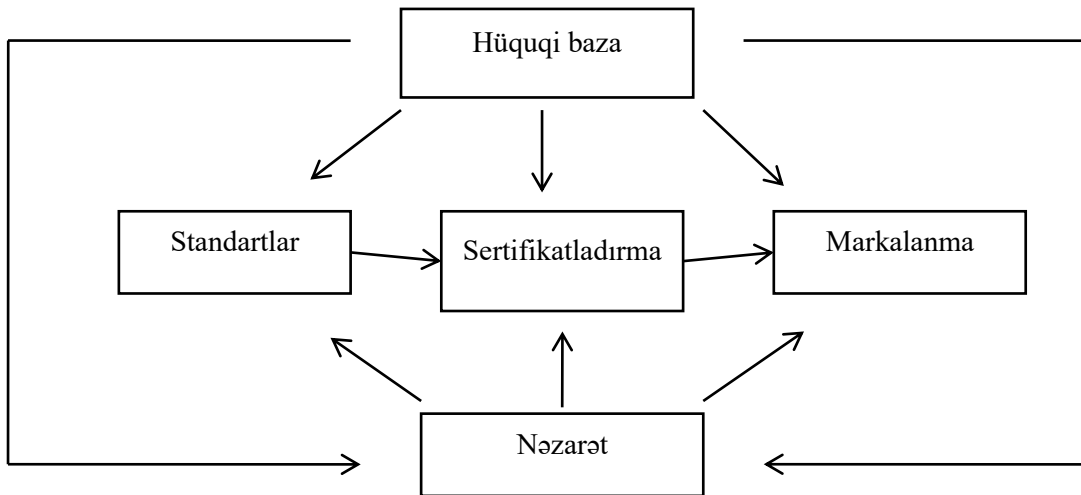 Hüquqi baza
Standartlar
Sertifikatladırma
Markalanma
Nəzarət